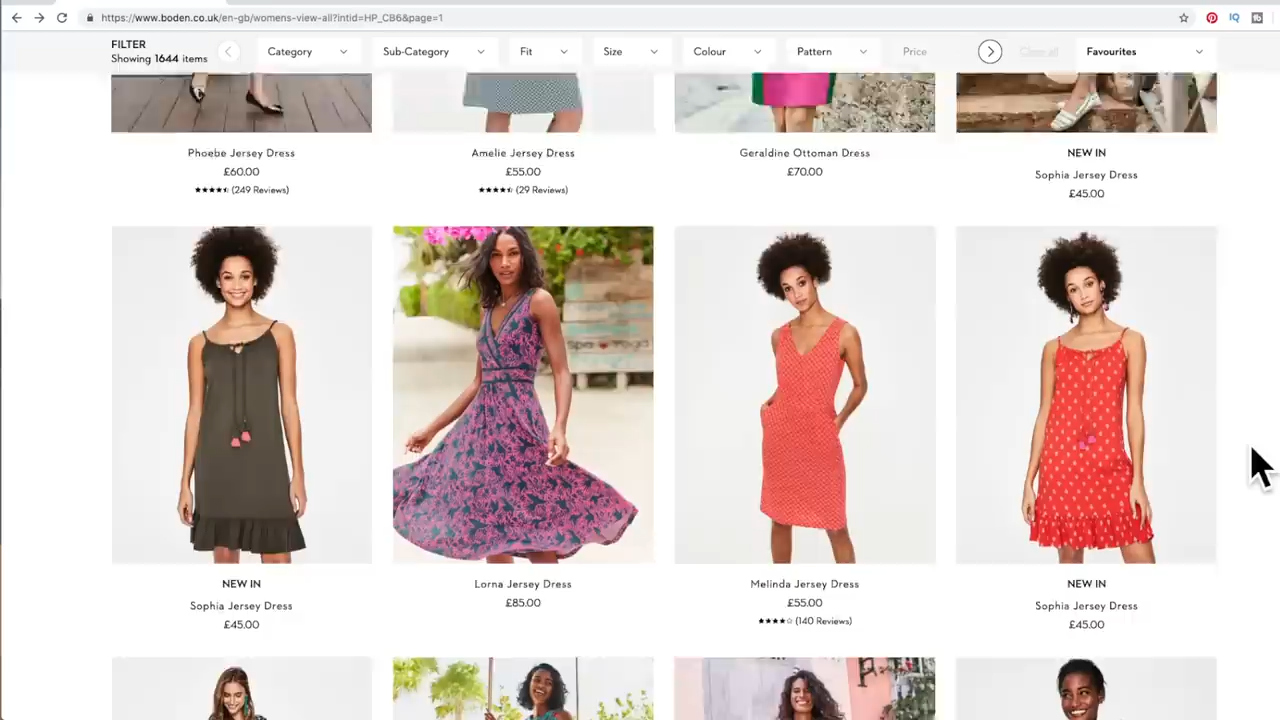 https://www.boden.co.uk/en-gb/womens-view-all?intid=HP_CB6&page=1
FILTER
Showing 1644 items
Category
Sub-Category
Fit
Size
Colour
Pattern
Price
Clear all
Favourites
Phoebe Jersey Dress
£60.00
(249 Reviews)
Amelie Jersey Dress
£55.00
(29 Reviews)
Geraldine Ottoman Dress
£70.00
NEW IN
Sophia Jersey Dress
£45.00
NEW IN
Sophia Jersey Dress
£45.00
Lorna Jersey Dress
£85.00
Melinda Jersey Dress
£55.00
(140 Reviews)
NEW IN
Sophia Jersey Dress
£45.00